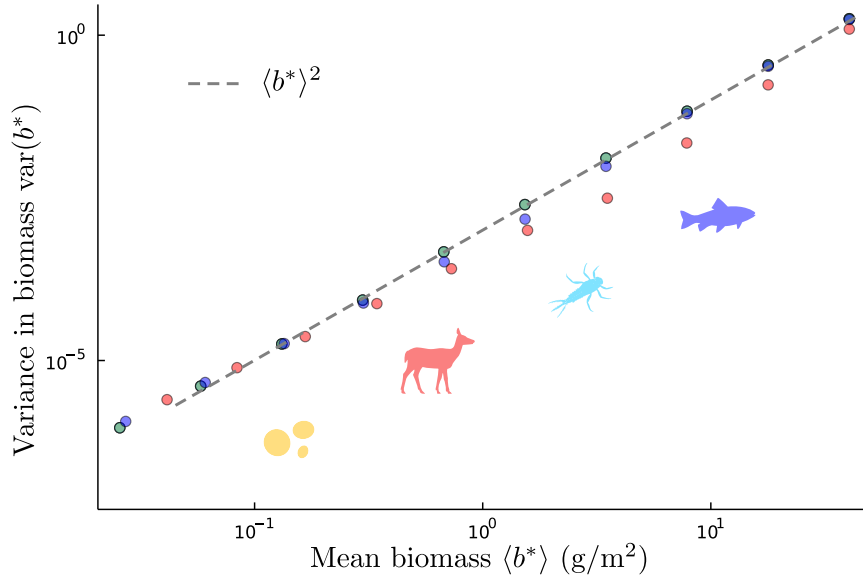 10⁰
⟨b*⟩²
Variance in biomass var(b*)
10⁻⁵
10⁻¹ 10⁰ 10¹
Mean biomass ⟨b*⟩ (g/m²)